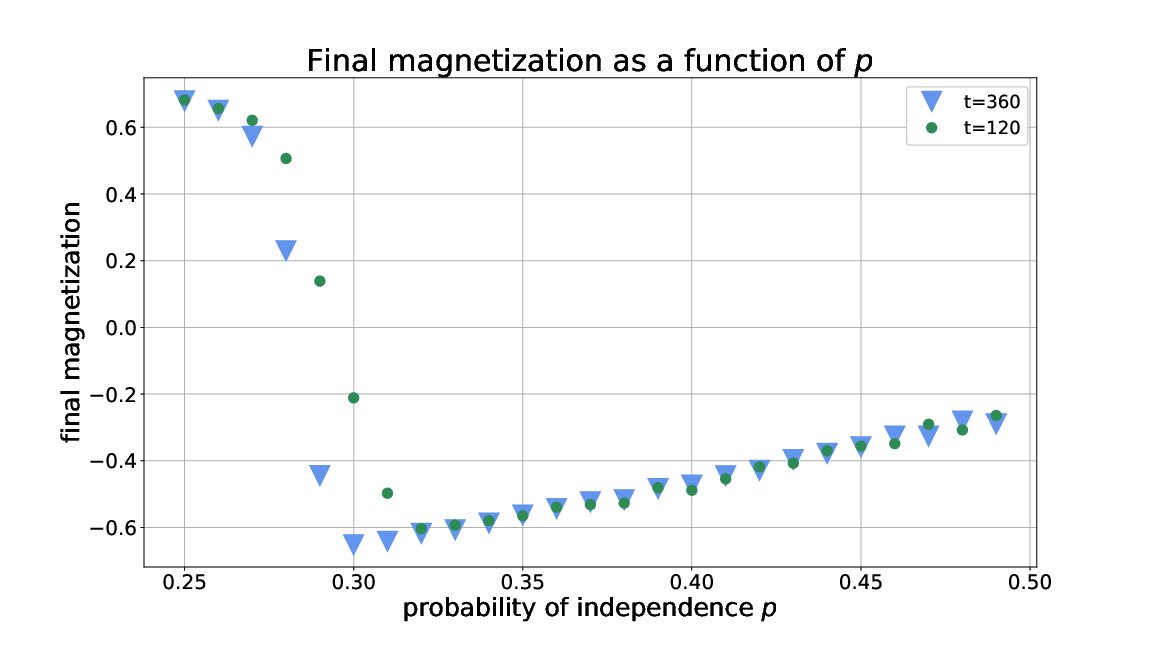 Final magnetization as a function of p
t=360
t=120
final magnetization
0.6
0.4
0.2
0.0
−0.2
−0.4
−0.6
0.25 0.30 0.35 0.40 0.45 0.50
probability of independence p